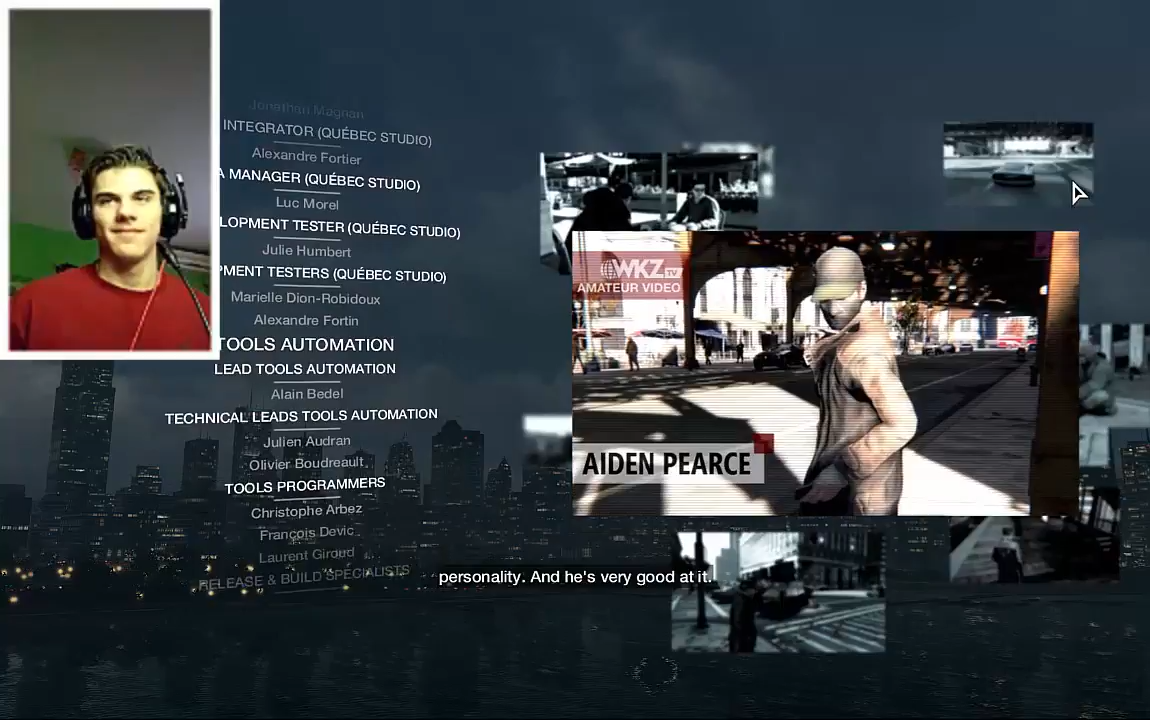 Jonathan Magnan
INTEGRATOR (QUÉBEC STUDIO)
Alexandre Fortier
A MANAGER (QUÉBEC STUDIO)
Luc Morel
LOPMENT TESTER (QUÉBEC STUDIO)
Julie Humbert
PMENT TESTERS (QUÉBEC STUDIO)
Marielle Dion-Robidoux
Alexandre Fortin
TOOLS AUTOMATION
LEAD TOOLS AUTOMATION
Alain Bedel
TECHNICAL LEADS TOOLS AUTOMATION
Julien Audran
Olivier Boudreault
TOOLS PROGRAMMERS
Christophe Arbez
François Devic
Laurent Giroud
RELEASE & BUILD SPECIALISTS
WKZ.TV
AMATEUR VIDEO
AIDEN PEARCE
personality. And he's very good at it.